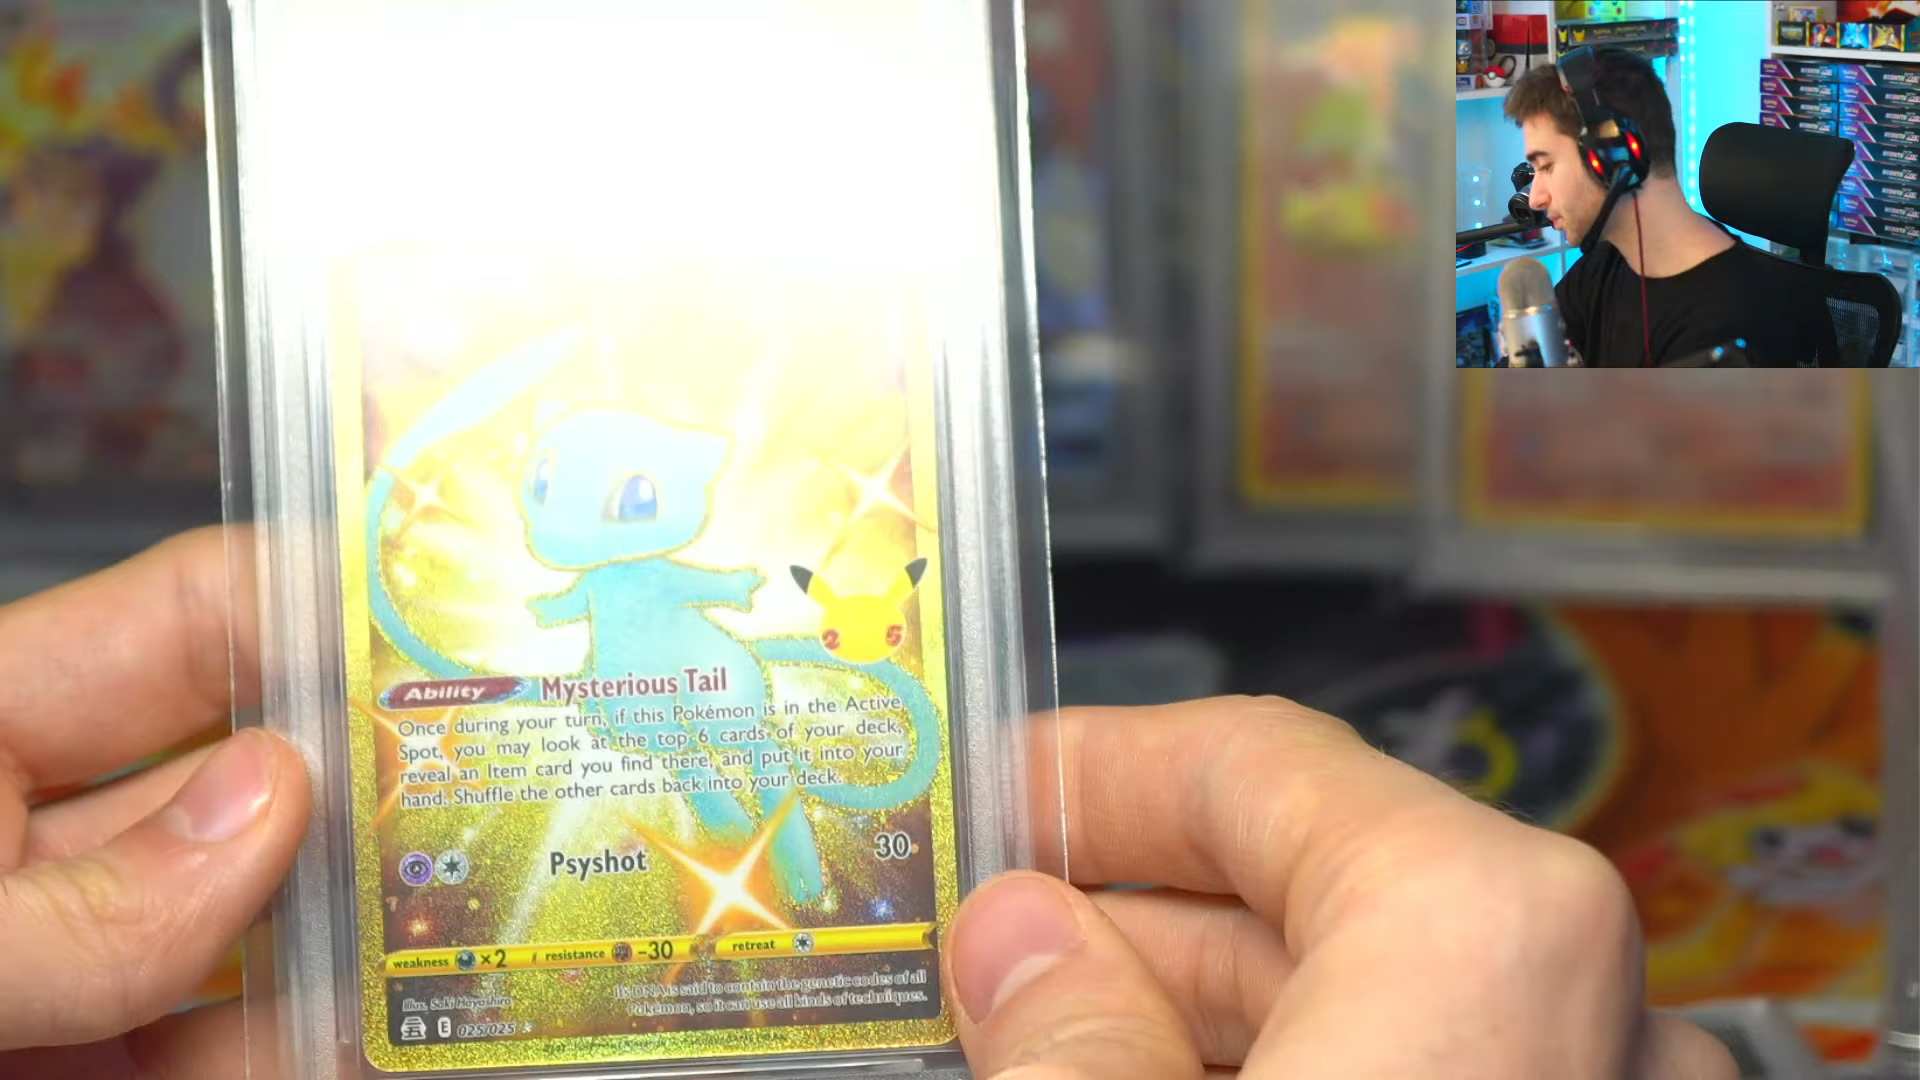 Ability Mysterious Tail
Once during your turn, if this Pokémon is in the Active
Spot, you may look at the top 6 cards of your deck,
reveal an Item card you find there, and put it into your
hand. Shuffle the other cards back into your deck.
25
Psyshot 30
weakness ×2 resistance -30 retreat
Illus. Saki Hayashiro
It's DNA is said to contain the genetic codes of all
Pokémon, so it can use all kinds of techniques.
E 025/025